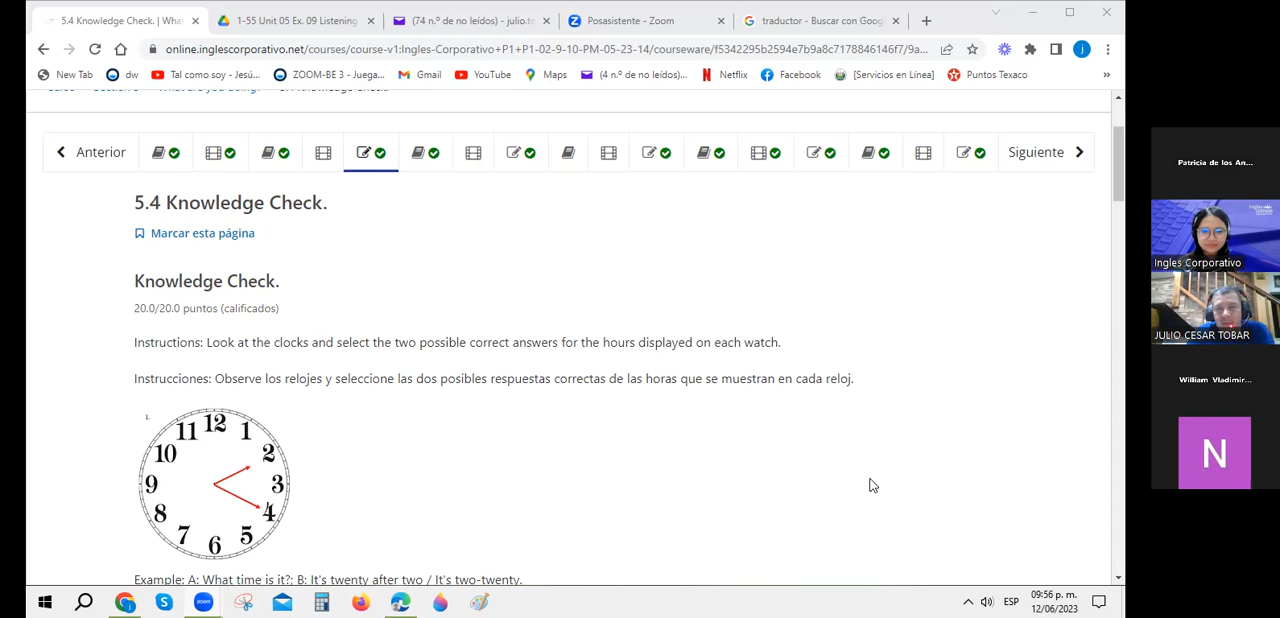 5.4 Knowledge Check. | Wha
1-55 Unit 05 Ex. 09 Listening
(74 n.º de no leídos) - julio.to
Posasistente - Zoom
traductor - Buscar con Goog
online.inglescorporativo.net/courses/course-v1:Ingles-Corporativo+P1+P1-02-9-10-PM-05-23-14/courseware/f5342295b2594e7b9a8c7178846146f7/9a...
New Tab
dw
Tal como soy - Jesú...
ZOOM-BE 3 - Juega...
Gmail
YouTube
Maps
(4 n.º de no leídos)...
Netflix
Facebook
[Servicios en Línea]
Puntos Texaco
Anterior
Siguiente
5.4 Knowledge Check.
Marcar esta página
Knowledge Check.
20.0/20.0 puntos (calificados)
Instructions: Look at the clocks and select the two possible correct answers for the hours displayed on each watch.
Instrucciones: Observe los relojes y seleccione las dos posibles respuestas correctas de las horas que se muestran en cada reloj.
1.
12
11 1
10 2
9 3
8 4
7 5
6
Example: A: What time is it?; B: It's twenty after two / It's two-twenty.
Patricia de los An...
Ingles Corporativo
JULIO CESAR TOBAR
William Vladimir...
N
ESP
09:56 p. m.
12/06/2023